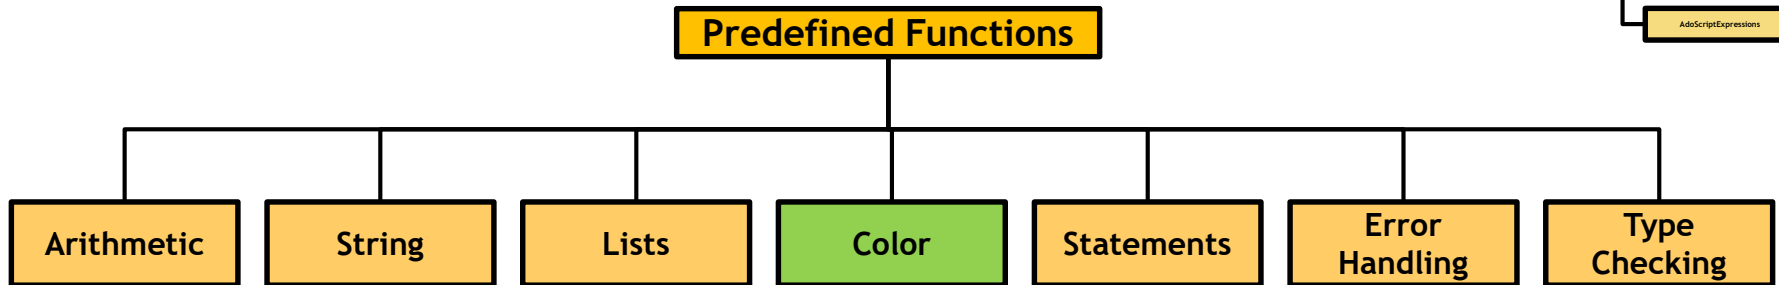 AdoScriptExpressions
Predefined Functions
Arithmetic
String
Lists
Color
Statements
Error
Handling
Type
Checking